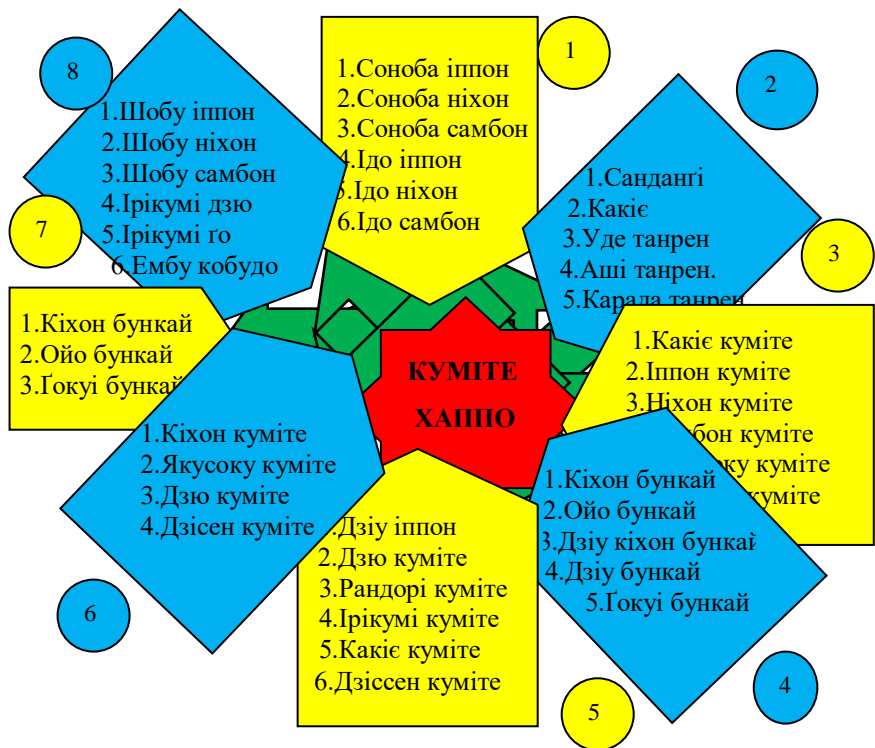 КУМІТЕ
ХАППО
1
1.Соноба іппон
2.Соноба ніхон
3.Соноба самбон
4.Ідо іппон
5.Ідо ніхон
6.Ідо самбон
2
1.Санданґі
2.Какіє
3.Уде танрен
4.Аші танрен.
5.Карада танрен
3
1.Какіє куміте
2.Іппон куміте
3.Ніхон куміте
куміте
куміте
4
1.Кіхон бункай
2.Ойо бункай
3.Дзіу кіхон бункай
4.Дзіу бункай
5.Ґокуі бункай
5
1.Дзіу іппон
2.Дзю куміте
3.Рандорі куміте
4.Ірікумі куміте
5.Какіє куміте
6.Дзіссен куміте
6
1.Кіхон куміте
2.Якусоку куміте
3.Дзю куміте
4.Дзісен куміте
7
1.Кіхон бункай
2.Ойо бункай
3.Ґокуі бункай
8
1.Шобу іппон
2.Шобу ніхон
3.Шобу самбон
4.Ірікумі дзю
5.Ірікумі ґо
6.Ембу кобудо